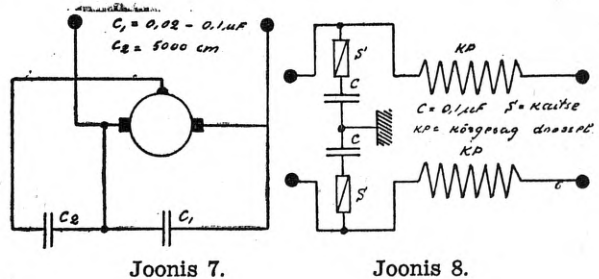 C₁ = 0,02 - 0,1 µF
C₂ = 5000 cm
C₂
C₁
Joonis 7.
S
C
C
S
KP
C = 0,1 µF S = Kaitse
KP = Kõrgesag drossel.
KP
Joonis 8.